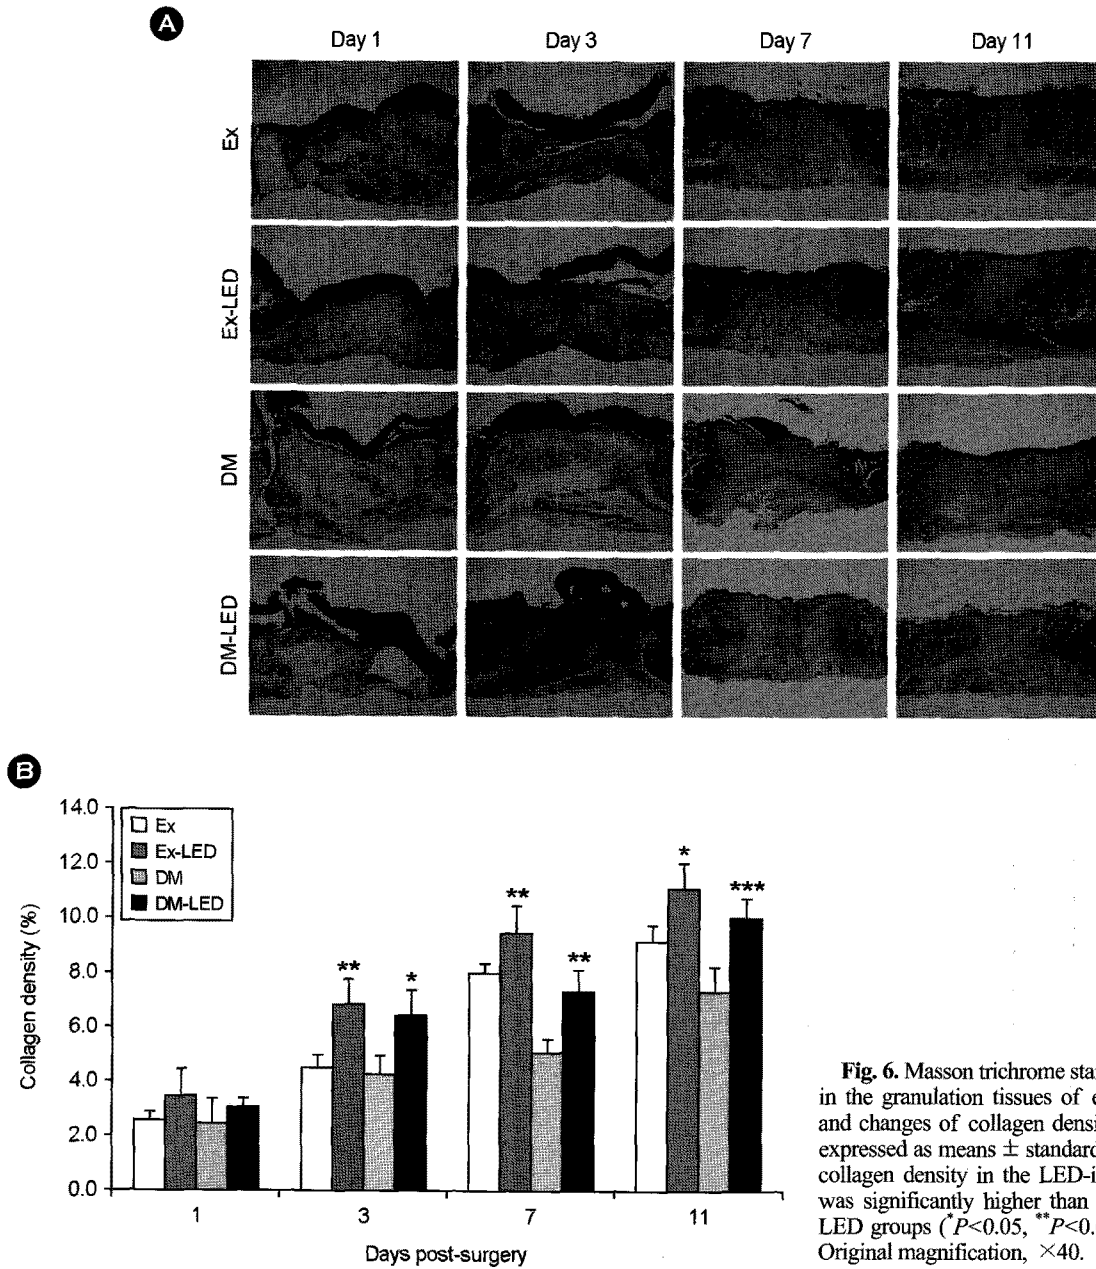 A
Day 1
Day 3
Day 7
Day 11
Ex
Ex-LED
DM
DM-LED
B
14.0
12.0
10.0
8.0
6.0
4.0
2.0
0.0
Collagen density (%)
Ex
Ex-LED
DM
DM-LED
**
*
**
**
*
***
1
3
7
11
Days post-surgery
Fig. 6. Masson trichrome
in the granulation tissues of
and changes of collagen
expressed as means ± standard
collagen density in the
was significantly higher than
LED groups (*P<0.05, **P<0.
Original magnification, ×40.